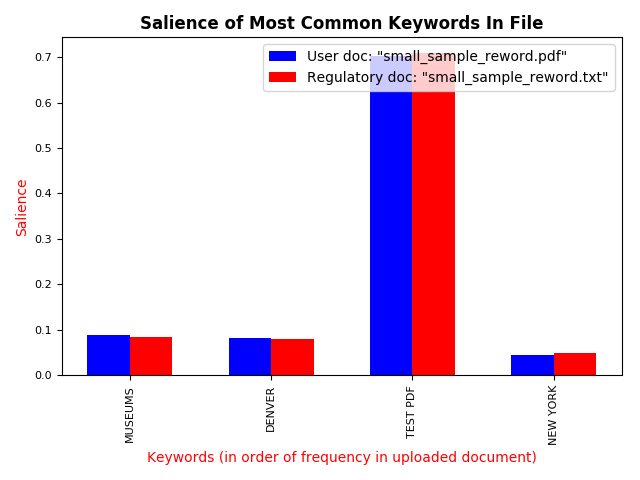 Salience of Most Common Keywords In File
User doc: "small_sample_reword.pdf"
Regulatory doc: "small_sample_reword.txt"
Salience
0.7
0.6
0.5
0.4
0.3
0.2
0.1
0.0
MUSEUMS
DENVER
TEST PDF
NEW YORK
Keywords (in order of frequency in uploaded document)